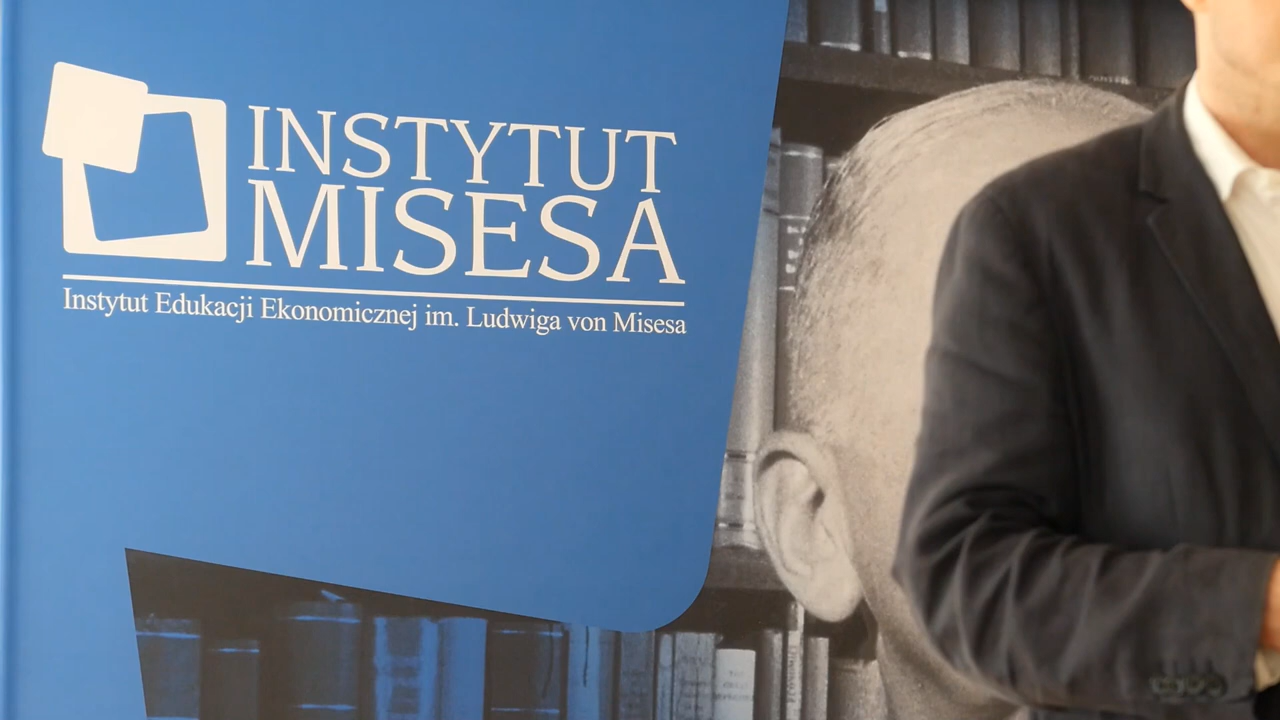 INSTYTUT
MISESA
Instytut Edukacji Ekonomicznej im. Ludwiga von Misesa